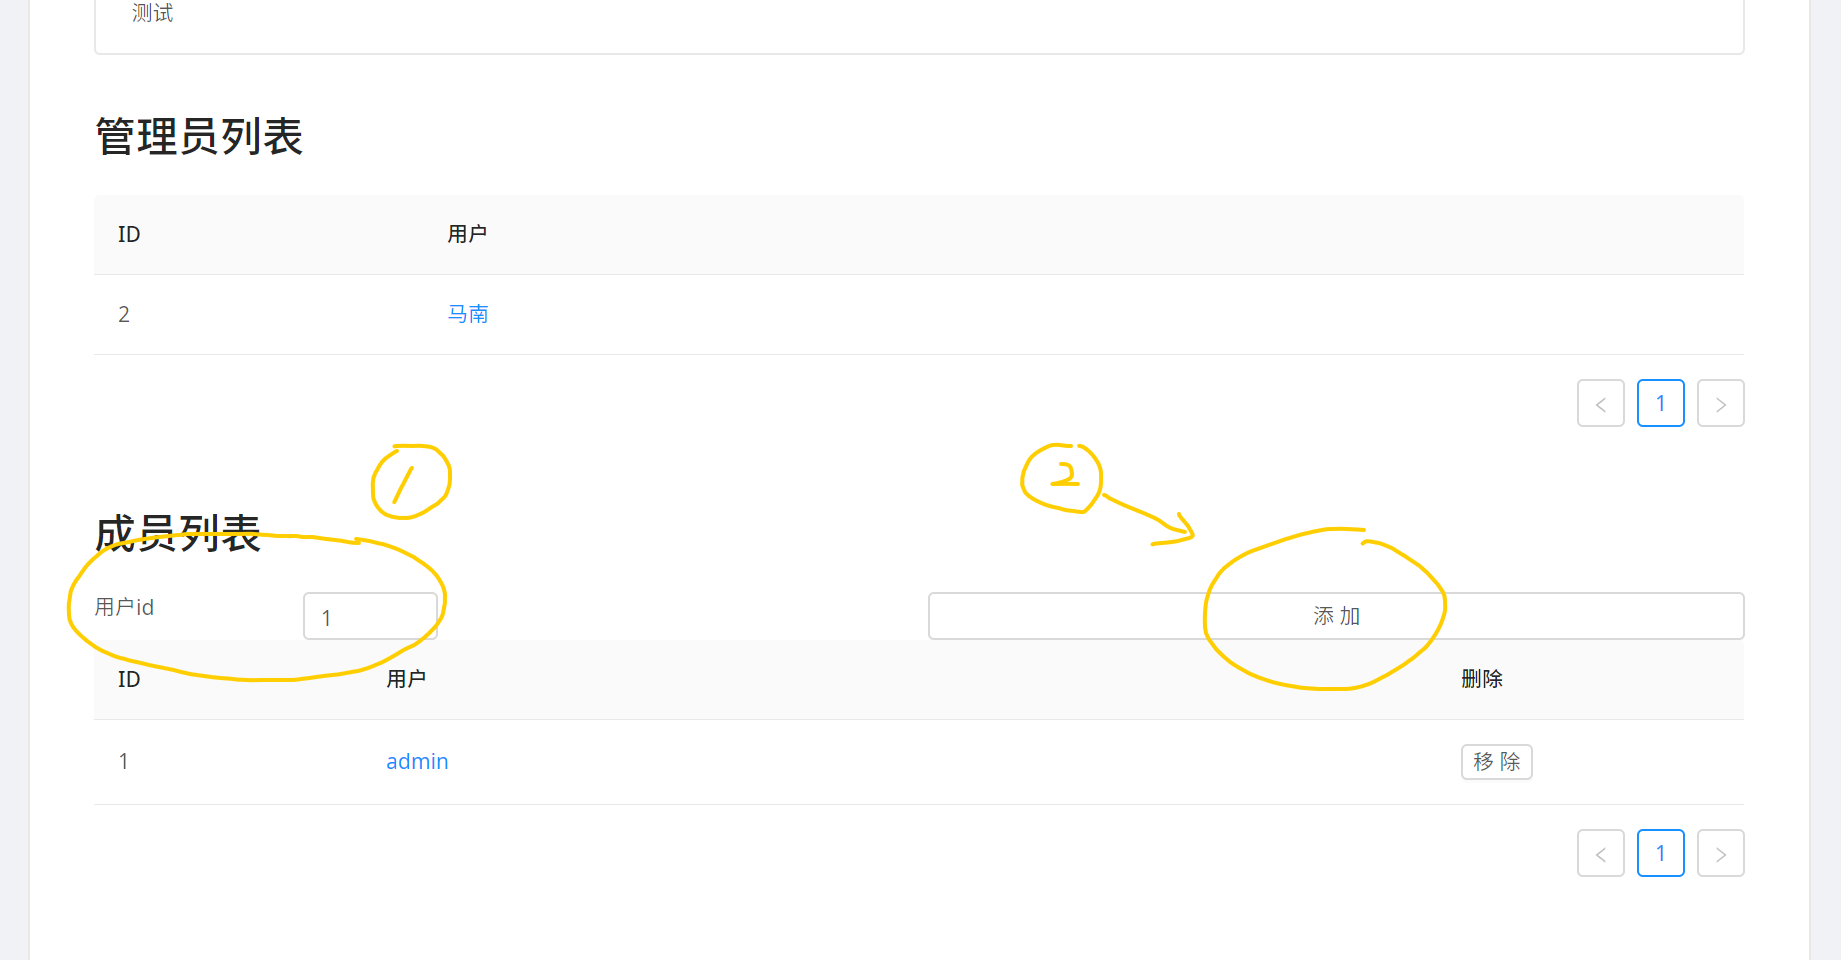 测试
管理员列表
ID 用户
2 马南
< 1 >
1 2
成员列表
用户id 1 添 加
ID 用户 删除
1 admin 移 除
< 1 >